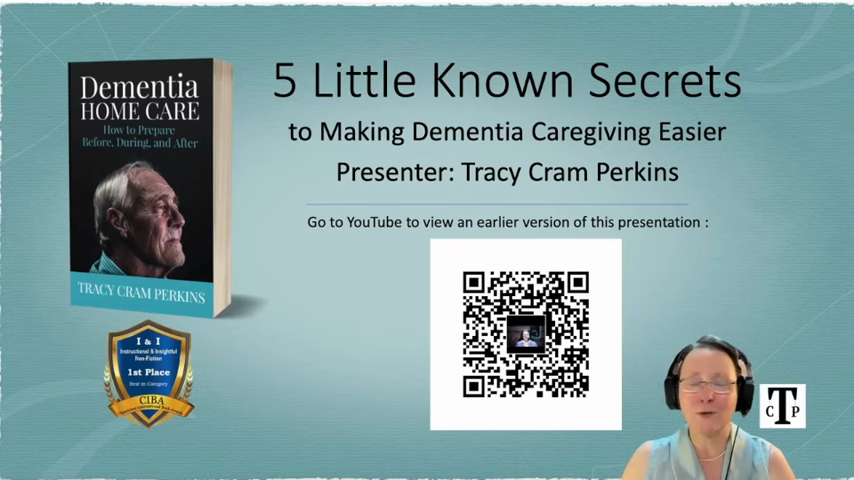 Dementia
HOME CARE
How to Prepare
Before, During, and After
TRACY CRAM PERKINS
I & I
Instructional & Insightful
Non-Fiction
1st Place
Best in Category
CIBA
5 Little Known Secrets
to Making Dementia Caregiving Easier
Presenter: Tracy Cram Perkins
Go to YouTube to view an earlier version of this presentation :
CTP